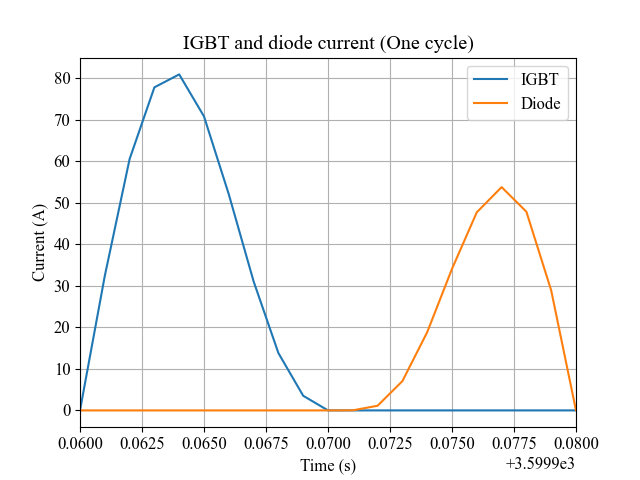 IGBT and diode current (One cycle)
IGBT
Diode
80
70
60
50
40
30
20
10
0
Current (A)
0.0600 0.0625 0.0650 0.0675 0.0700 0.0725 0.0750 0.0775 0.0800
Time (s)
+3.5999e3